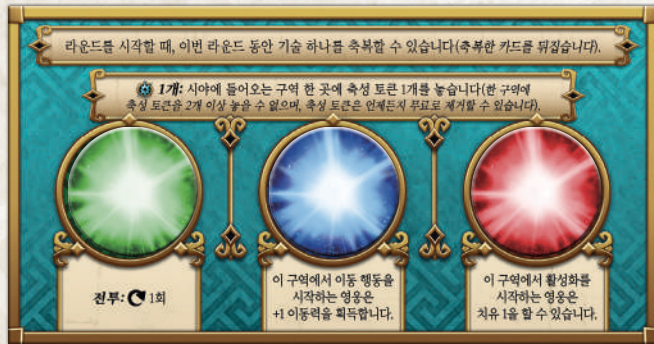 라운드를 시작할 때, 이번 라운드 동안 기술 하나를 축복할 수 있습니다(축복한 카드를 뒤집습니다).
1개: 시야에 들어오는 구역 한 곳에 축성 토큰 1개를 놓습니다(한 구역에
축성 토큰을 2개 이상 놓을 수 없으며, 축성 토큰은 언제든지 무료로 제거할 수 있습니다).
전투: 1회
이 구역에서 이동 행동을
시작하는 영웅은
+1 이동력을 획득합니다.
이 구역에서 활성화를
시작하는 영웅은
치유 1을 할 수 있습니다.